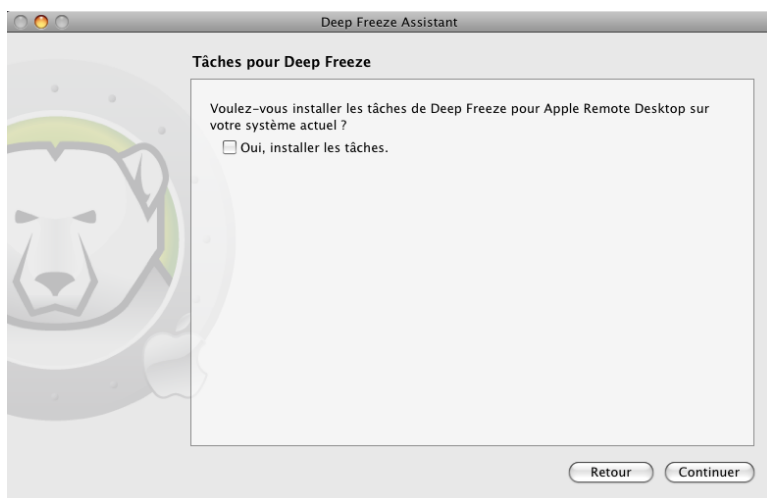 Deep Freeze Assistant
Tâches pour Deep Freeze
Voulez-vous installer les tâches de Deep Freeze pour Apple Remote Desktop sur
votre système actuel ?
Oui, installer les tâches.
Retour
Continuer